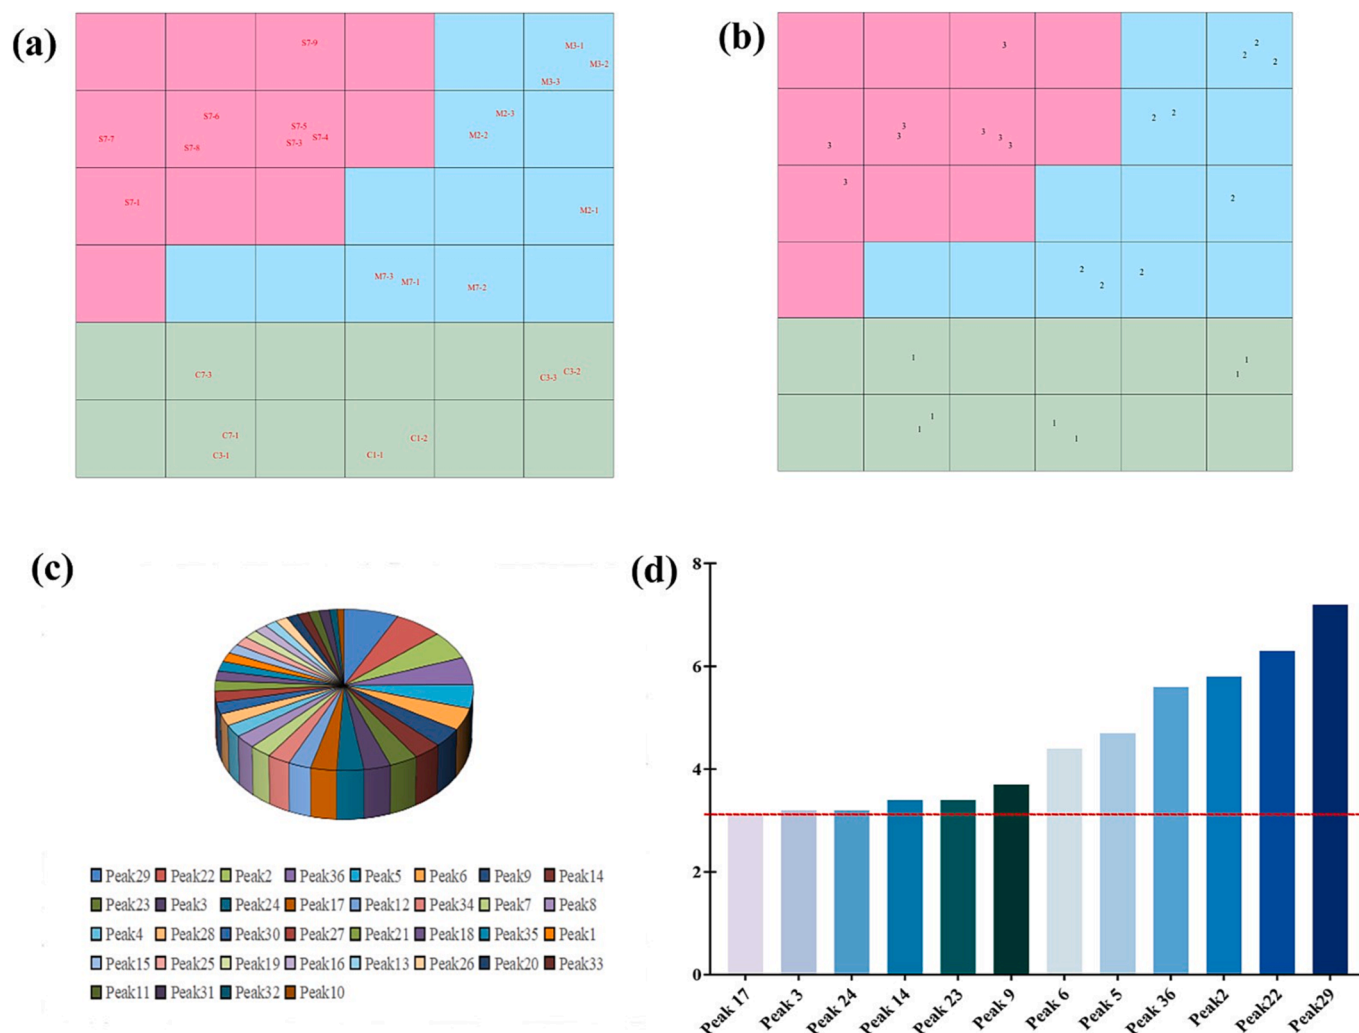 (a)
S7-9
M3-1
M3-2
M3-3
S7-6
M2-3
S7-7
S7-5
S7-4
M2-2
S7-8
S7-3
S7-1
M2-1
M7-3
M7-1
M7-2
C7-3
C3-3
C3-2
C7-1
C1-2
C3-1
C1-1
(b)
3
2
2
2
3
3
3
3
3
3
2
2
3
2
2
2
2
1
1
1
1
1
1
1
(c)
Peak29 Peak22 Peak2 Peak36 Peak5 Peak6 Peak9 Peak14
Peak23 Peak3 Peak24 Peak17 Peak12 Peak34 Peak7 Peak8
Peak4 Peak28 Peak30 Peak27 Peak21 Peak18 Peak35 Peak1
Peak15 Peak25 Peak19 Peak16 Peak13 Peak26 Peak20 Peak33
Peak11 Peak31 Peak32 Peak10
(d)
8
6
4
2
0
Peak 17
Peak 3
Peak 24
Peak 14
Peak 23
Peak 9
Peak 6
Peak 5
Peak 36
Peak2
Peak22
Peak29